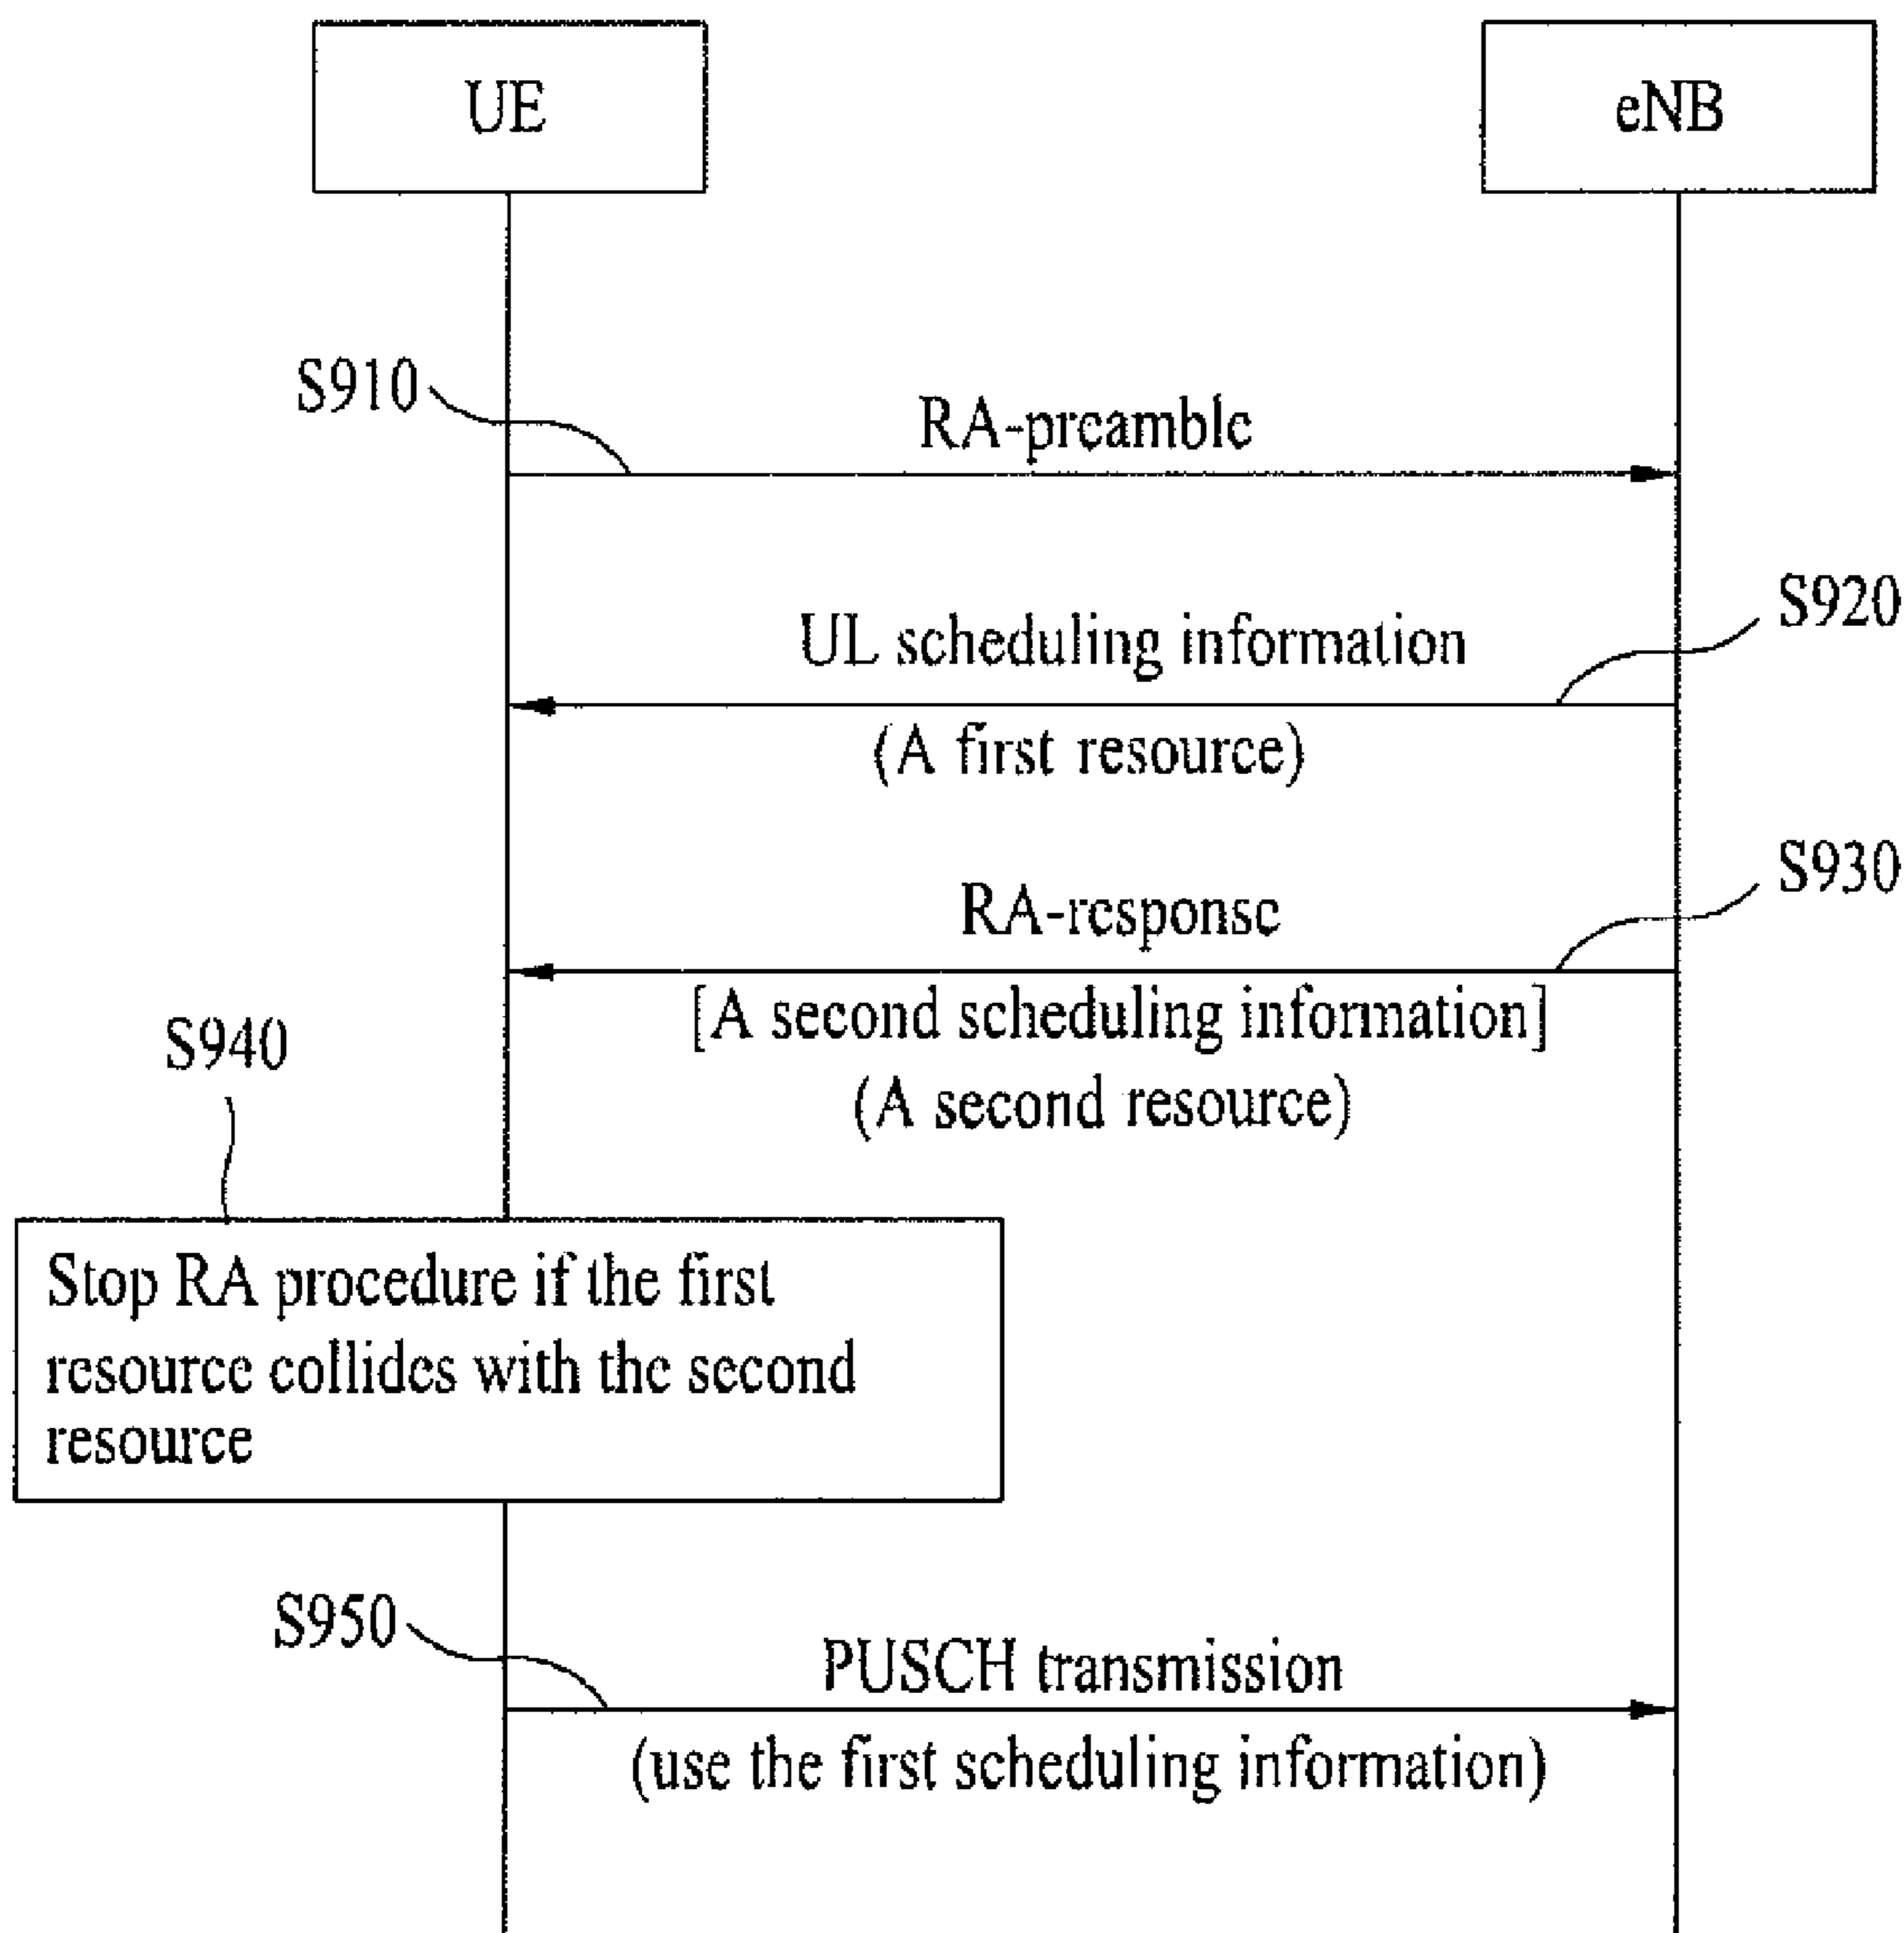 UE
eNB
S910
RA-preamble
S920
UL scheduling information
(A first resource)
S930
RA-response
[A second scheduling information]
(A second resource)
S940
Stop RA procedure if the first
resource collides with the second
resource
S950
PUSCH transmission
(use the first scheduling information)